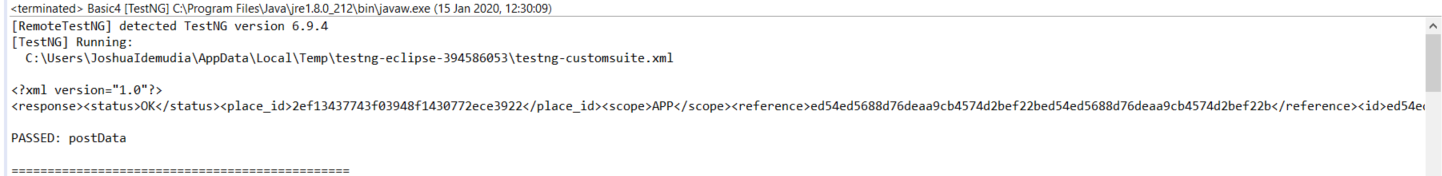 <terminated> Basic4 [TestNG] C:\Program Files\Java\jre1.8.0_212\bin\javaw.exe (15 Jan 2020, 12:30:09)
[RemoteTestNG] detected TestNG version 6.9.4
[TestNG] Running:
C:\Users\JoshuaIdemudia\AppData\Local\Temp\testng-eclipse-394586053\testng-customsuite.xml
<?xml version="1.0"?>
<response><status>OK</status><place_id>2ef13437743f03948f1430772ece3922</place_id><scope>APP</scope><reference>ed54ed5688d76deaa9cb4574d2bef22bed54ed5688d76deaa9cb4574d2bef22b</reference><id>ed54e
PASSED: postData
===============================================